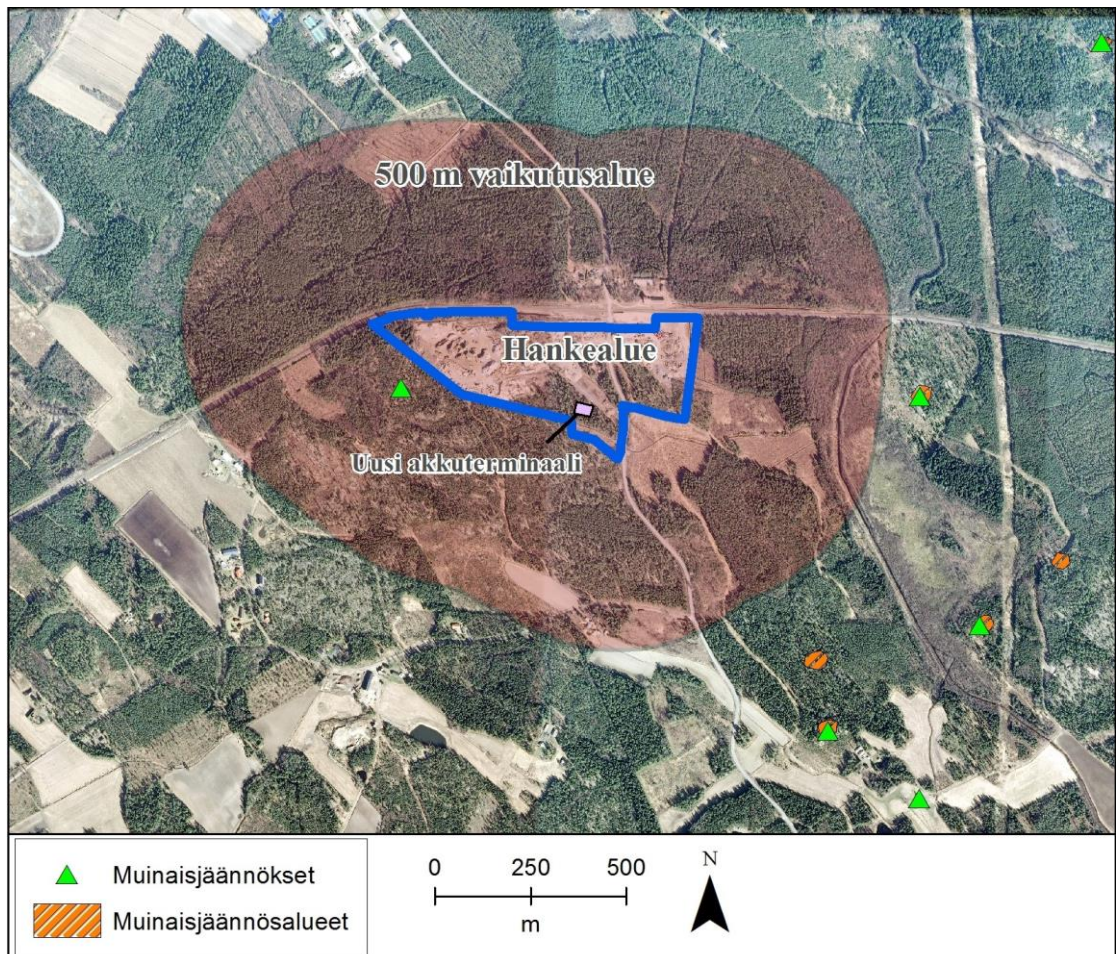 500 m vaikutusalue
Hankealue
Uusi akkuterminaali
Muinaisjäännökset
Muinaisjäännösalueet
0 250 500
m
N